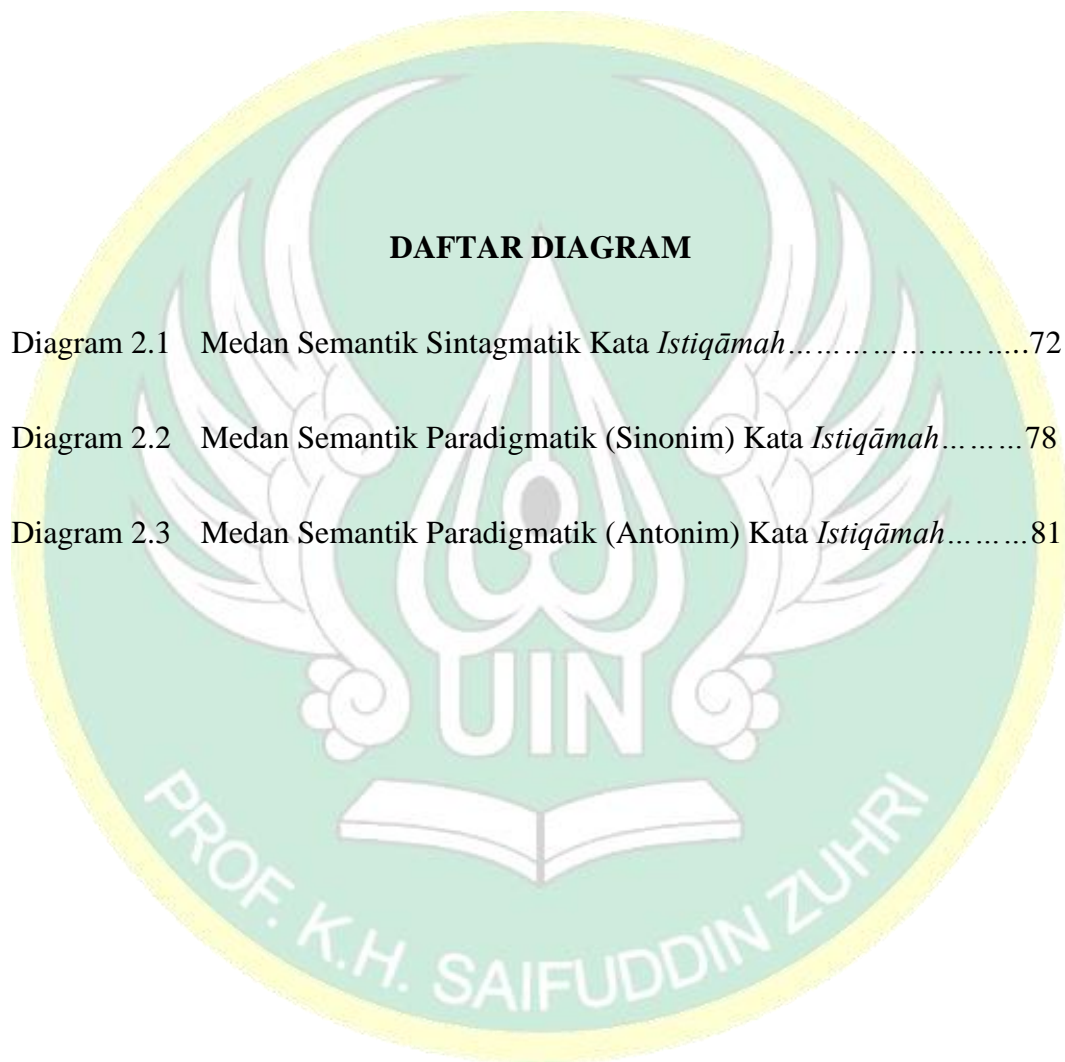 DAFTAR DIAGRAM
Diagram 2.1 Medan Semantik Sintagmatik Kata Istiqāmah……………………..72
Diagram 2.2 Medan Semantik Paradigmatik (Sinonim) Kata Istiqāmah………78
Diagram 2.3 Medan Semantik Paradigmatik (Antonim) Kata Istiqāmah………81
UIN
PROF. K.H. SAIFUDDIN ZUHRI